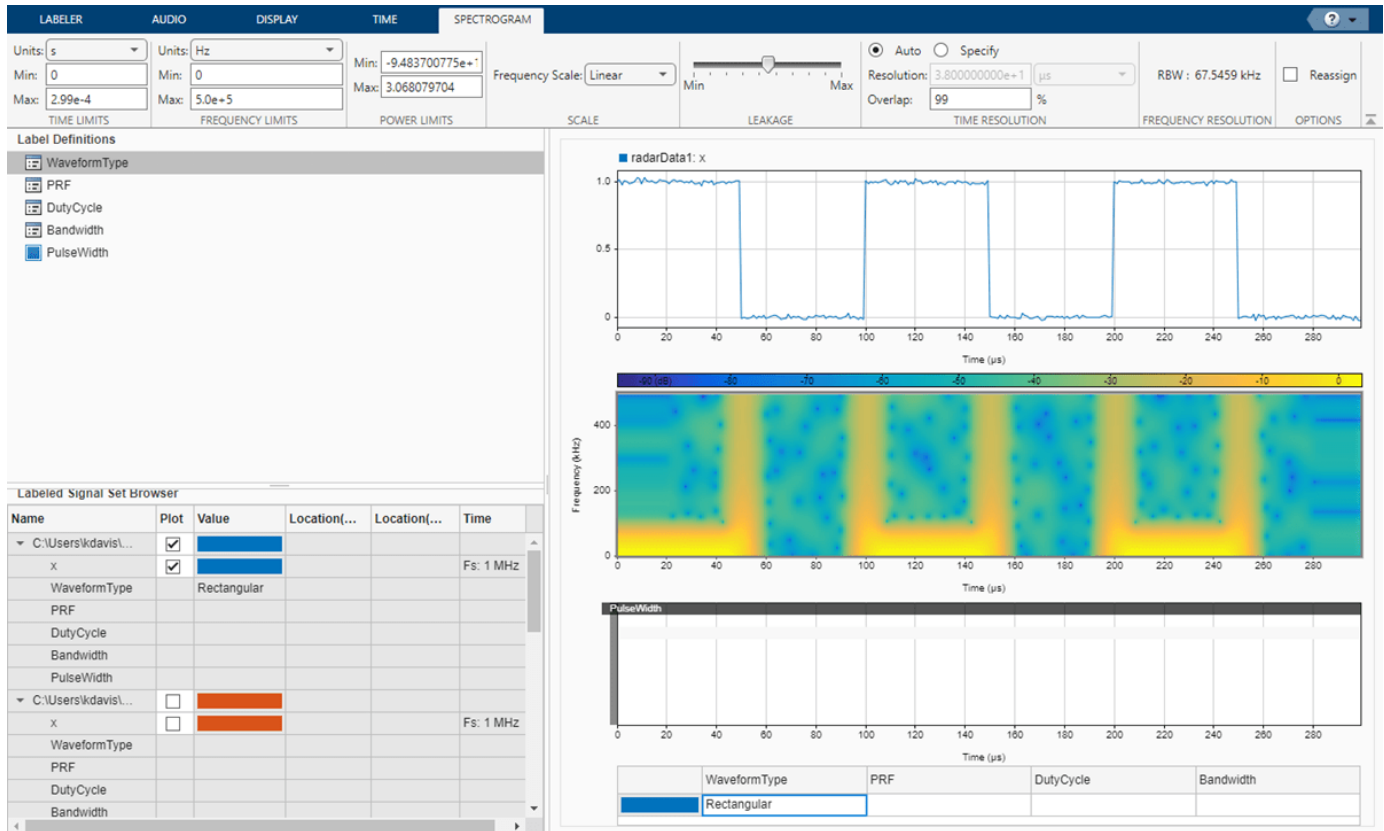 LABELER AUDIO DISPLAY TIME SPECTROGRAM ?
Units: s
Min: 0
Max: 2.99e-4
TIME LIMITS
Units: Hz
Min: 0
Max: 5.0e+5
FREQUENCY LIMITS
Min: -9.483700775e+1
Max: 3.068079704
POWER LIMITS
Frequency Scale: Linear
SCALE
Min Max
LEAKAGE
Auto Specify
Resolution: 3.800000000e+1 µs
Overlap: 99 %
TIME RESOLUTION
RBW : 67.5459 kHz
FREQUENCY RESOLUTION
Reassign
OPTIONS
Label Definitions
WaveformType
PRF
DutyCycle
Bandwidth
PulseWidth
Labeled Signal Set Browser
Name Plot Value Location(... Location(... Time
C:\Users\kdavis\...
x Fs: 1 MHz
WaveformType Rectangular
PRF
DutyCycle
Bandwidth
PulseWidth
C:\Users\kdavis\...
x Fs: 1 MHz
WaveformType
PRF
DutyCycle
Bandwidth
radarData1: x
1.0
0.5
0
0 20 40 60 80 100 120 140 160 180 200 220 240 260 280
Time (µs)
-90 (dB) -80 -70 -60 -50 -40 -30 -20 -10 0
Frequency (kHz)
400
200
0
0 20 40 60 80 100 120 140 160 180 200 220 240 260 280
Time (µs)
PulseWidth
0 20 40 60 80 100 120 140 160 180 200 220 240 260 280
Time (µs)
WaveformType PRF DutyCycle Bandwidth
Rectangular